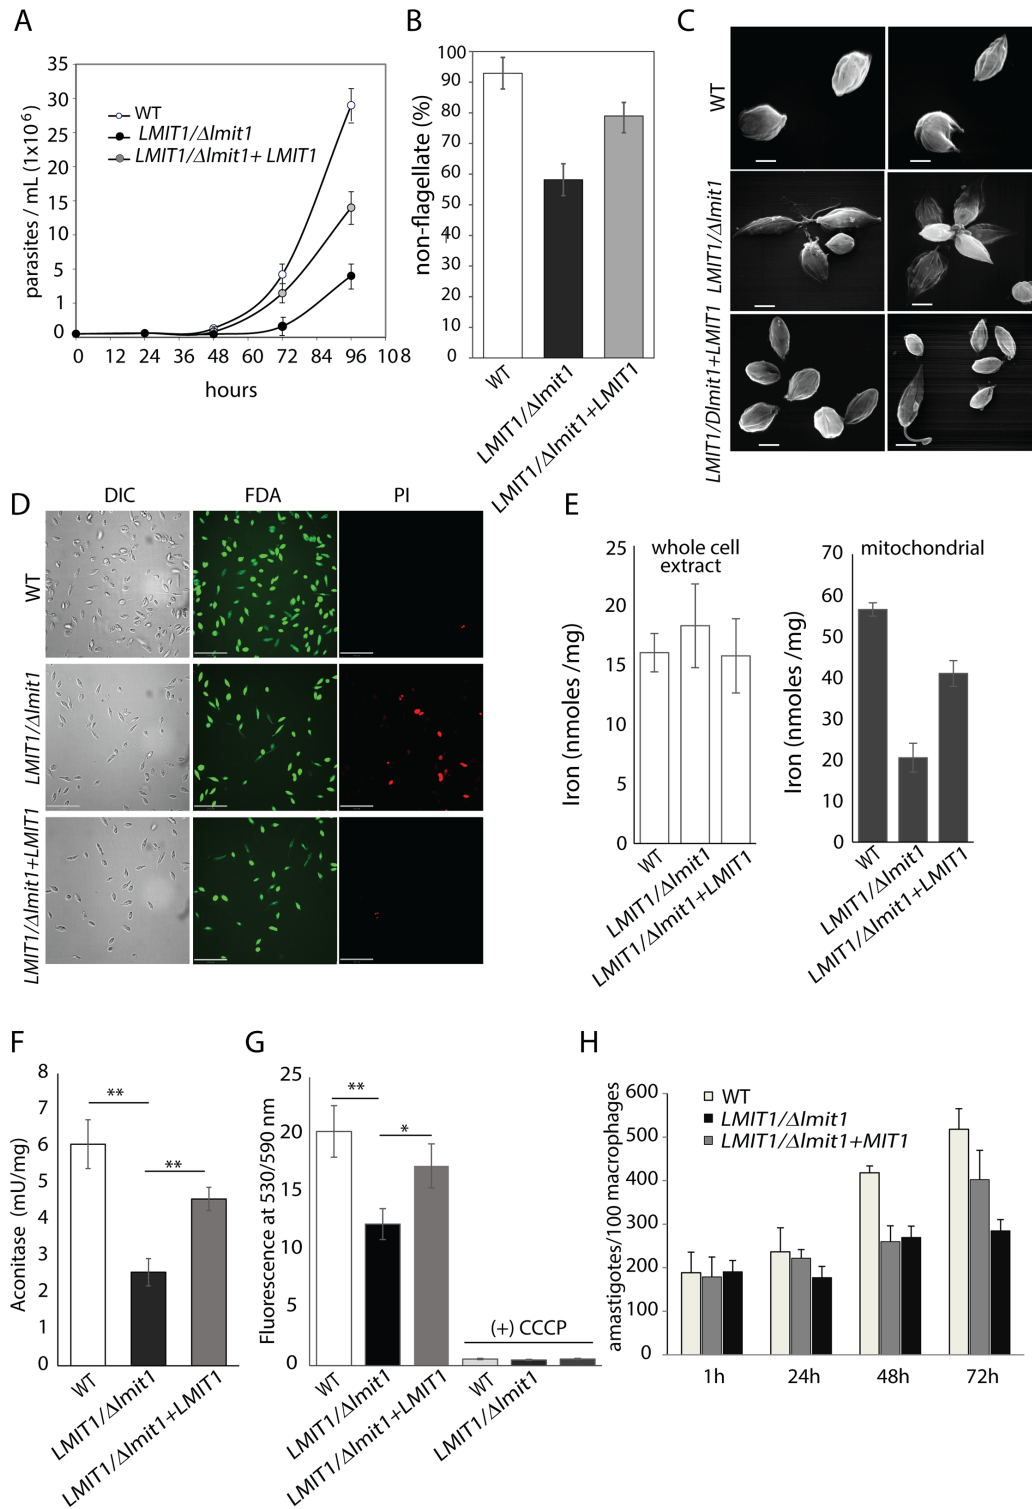 A
35
30
25
20
15
10
5
1
0
parasites / mL (1x10⁶)
WT
LMIT1/Δlmit1
LMIT1/Δlmit1+ LMIT1
0 12 24 36 48 60 72 84 96 108
hours
B
100
90
80
70
60
50
40
30
20
10
0
non-flagellate (%)
WT
LMIT1/Δlmit1
LMIT1/Δlmit1+LMIT1
C
WT
LMIT1/Δlmit1
LMIT1/Dlmit1+LMIT1
D
DIC FDA PI
WT
LMIT1/Δlmit1
LMIT1/Δlmit1+LMIT1
E
whole cell
extract
25
20
15
10
5
0
Iron (nmoles /mg)
WT
LMIT1/Δlmit1
LMIT1/Δlmit1+LMIT1
mitochondrial
70
60
50
40
30
20
10
0
Iron (nmoles /mg)
WT
LMIT1/Δlmit1
LMIT1/Δlmit1+LMIT1
F
8
7
6
5
4
3
2
1
0
Aconitase (mU/mg)
**
**
WT
LMIT1/Δlmit1
LMIT1/Δlmit1+LMIT1
G
25
20
15
10
5
0
Fluorescence at 530/590 nm
**
*
(+) CCCP
WT
LMIT1/Δlmit1
LMIT1/Δlmit1+LMIT1
WT
LMIT1/Δlmit1
H
600
500
400
300
200
100
0
amastigotes/100 macrophages
WT
LMIT1/Δlmit1
LMIT1/Δlmit1+MIT1
1h 24h 48h 72h